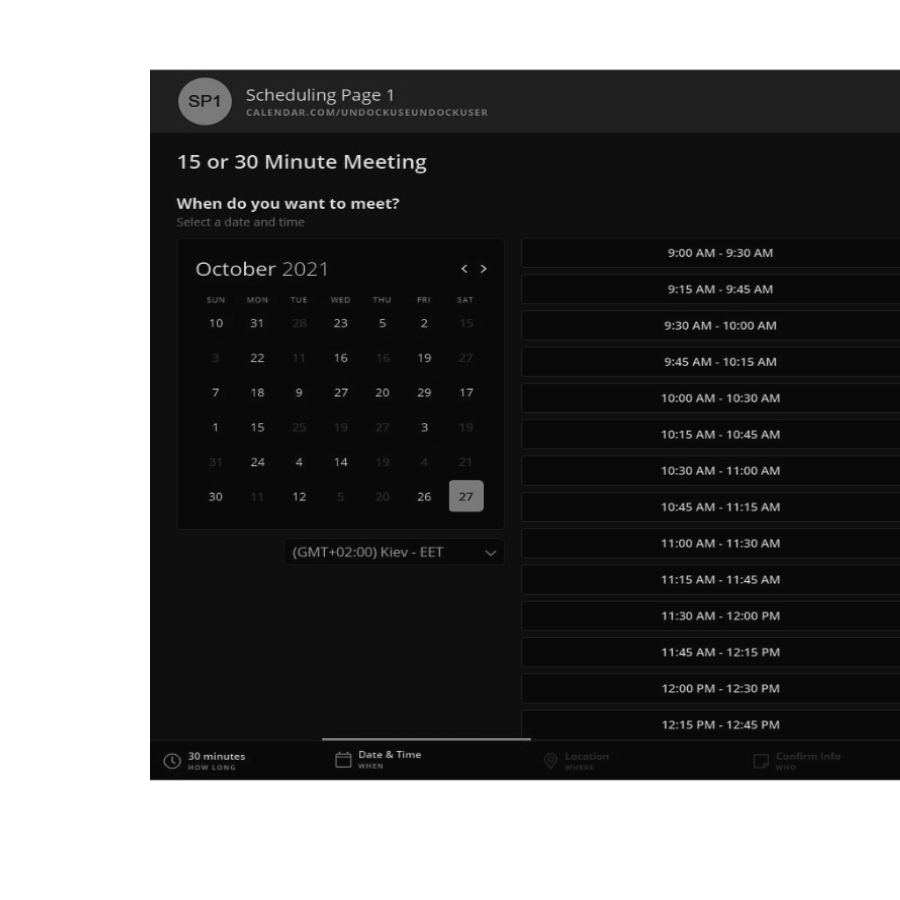 SP1
Scheduling Page 1
CALENDAR.COM/UNDOCKUSEUNDOCKUSER
15 or 30 Minute Meeting
When do you want to meet?
Select a date and time
October 2021 < >
SUN MON TUE WED THU FRI SAT
10 31 28 23 5 2 15
3 22 11 16 16 19 27
7 18 9 27 20 29 17
1 15 25 19 27 3 19
31 24 4 14 19 4 21
30 11 12 5 20 26 27
(GMT+02:00) Kiev - EET
9:00 AM - 9:30 AM
9:15 AM - 9:45 AM
9:30 AM - 10:00 AM
9:45 AM - 10:15 AM
10:00 AM - 10:30 AM
10:15 AM - 10:45 AM
10:30 AM - 11:00 AM
10:45 AM - 11:15 AM
11:00 AM - 11:30 AM
11:15 AM - 11:45 AM
11:30 AM - 12:00 PM
11:45 AM - 12:15 PM
12:00 PM - 12:30 PM
12:15 PM - 12:45 PM
30 minutes
HOW LONG
Date & Time
WHEN
Location
WHERE
Confirm Info
WHO